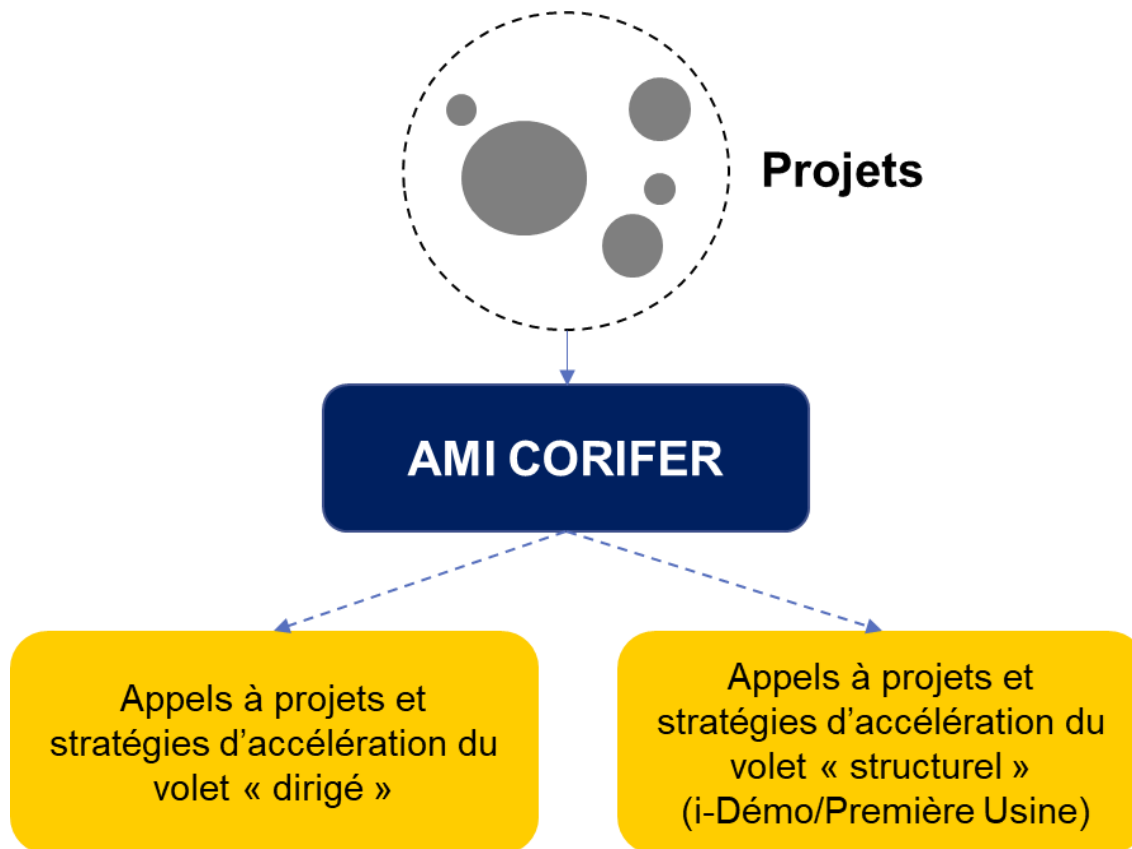 Projets
AMI CORIFER
Appels à projets et
stratégies d’accélération du
volet « dirigé »
Appels à projets et
stratégies d’accélération du
volet « structurel »
(i-Démo/Première Usine)